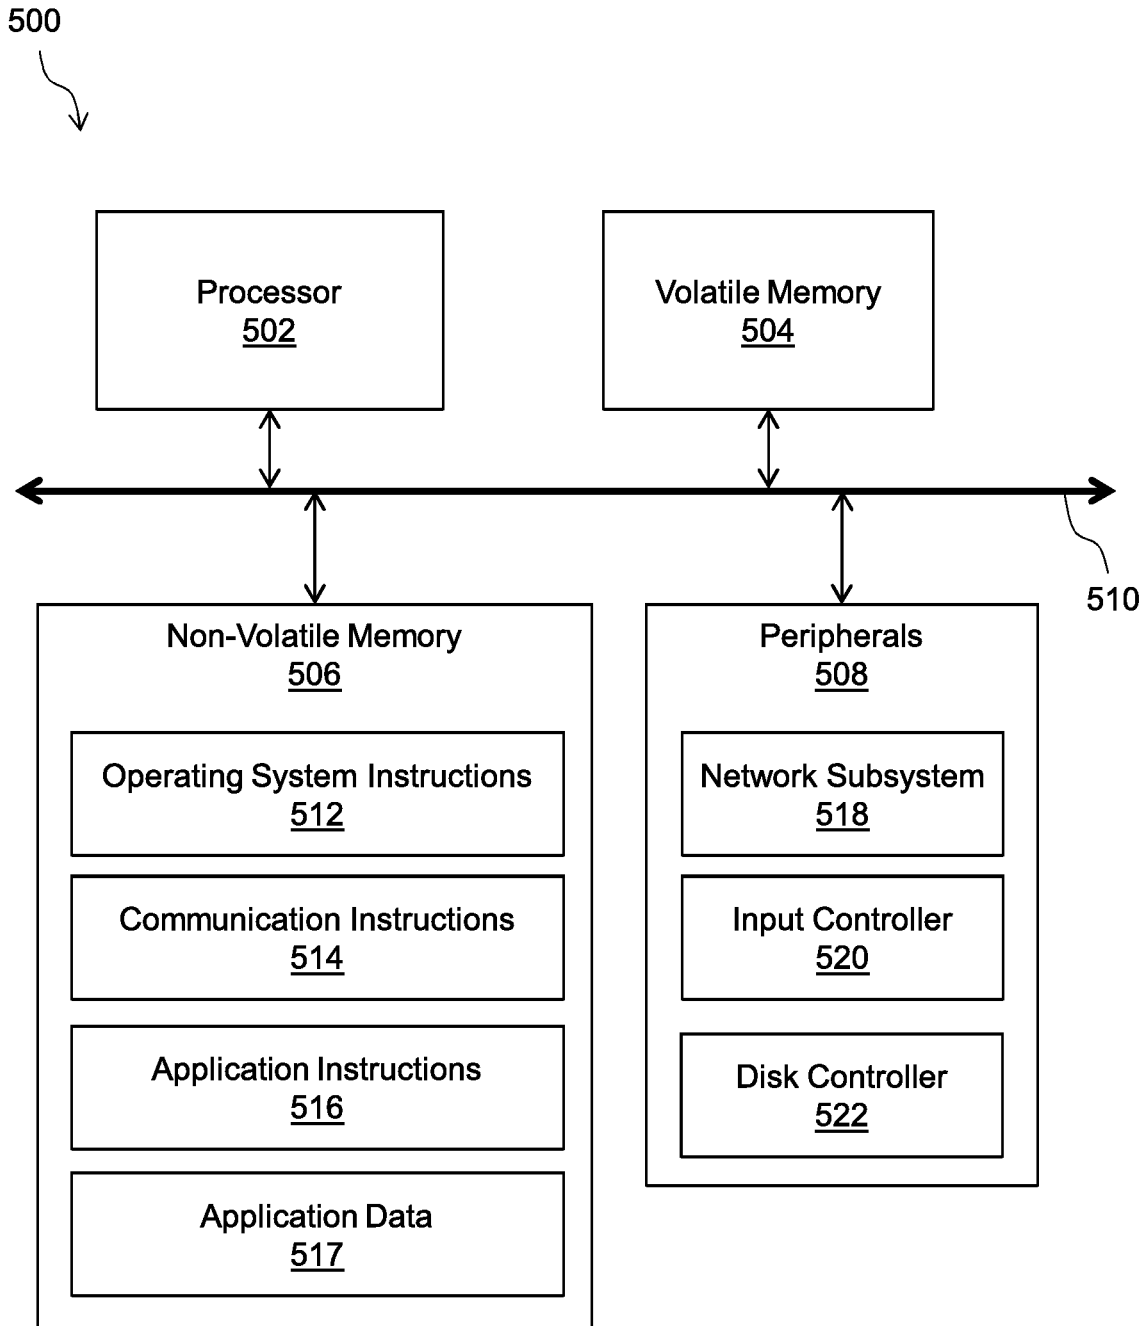 500
Processor
502
Volatile Memory
504
510
Non-Volatile Memory
506
Operating System Instructions
512
Communication Instructions
514
Application Instructions
516
Application Data
517
Peripherals
508
Network Subsystem
518
Input Controller
520
Disk Controller
522